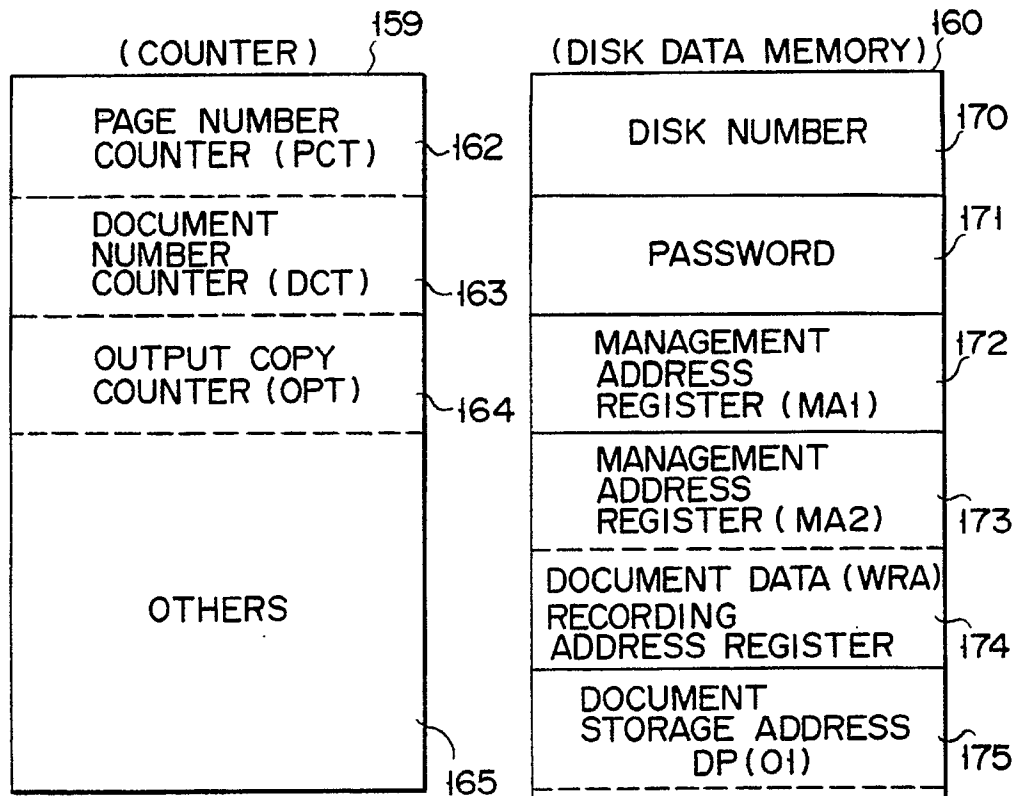 159
(COUNTER)
PAGE NUMBER
COUNTER (PCT)
162
DOCUMENT
NUMBER
COUNTER (DCT)
163
OUTPUT COPY
COUNTER (OPT)
164
OTHERS
165
160
(DISK DATA MEMORY)
DISK NUMBER
170
PASSWORD
171
MANAGEMENT
ADDRESS
REGISTER (MA1)
172
MANAGEMENT
ADDRESS
REGISTER (MA2)
173
DOCUMENT DATA (WRA)
RECORDING
ADDRESS REGISTER
174
DOCUMENT
STORAGE ADDRESS
DP(01)
175